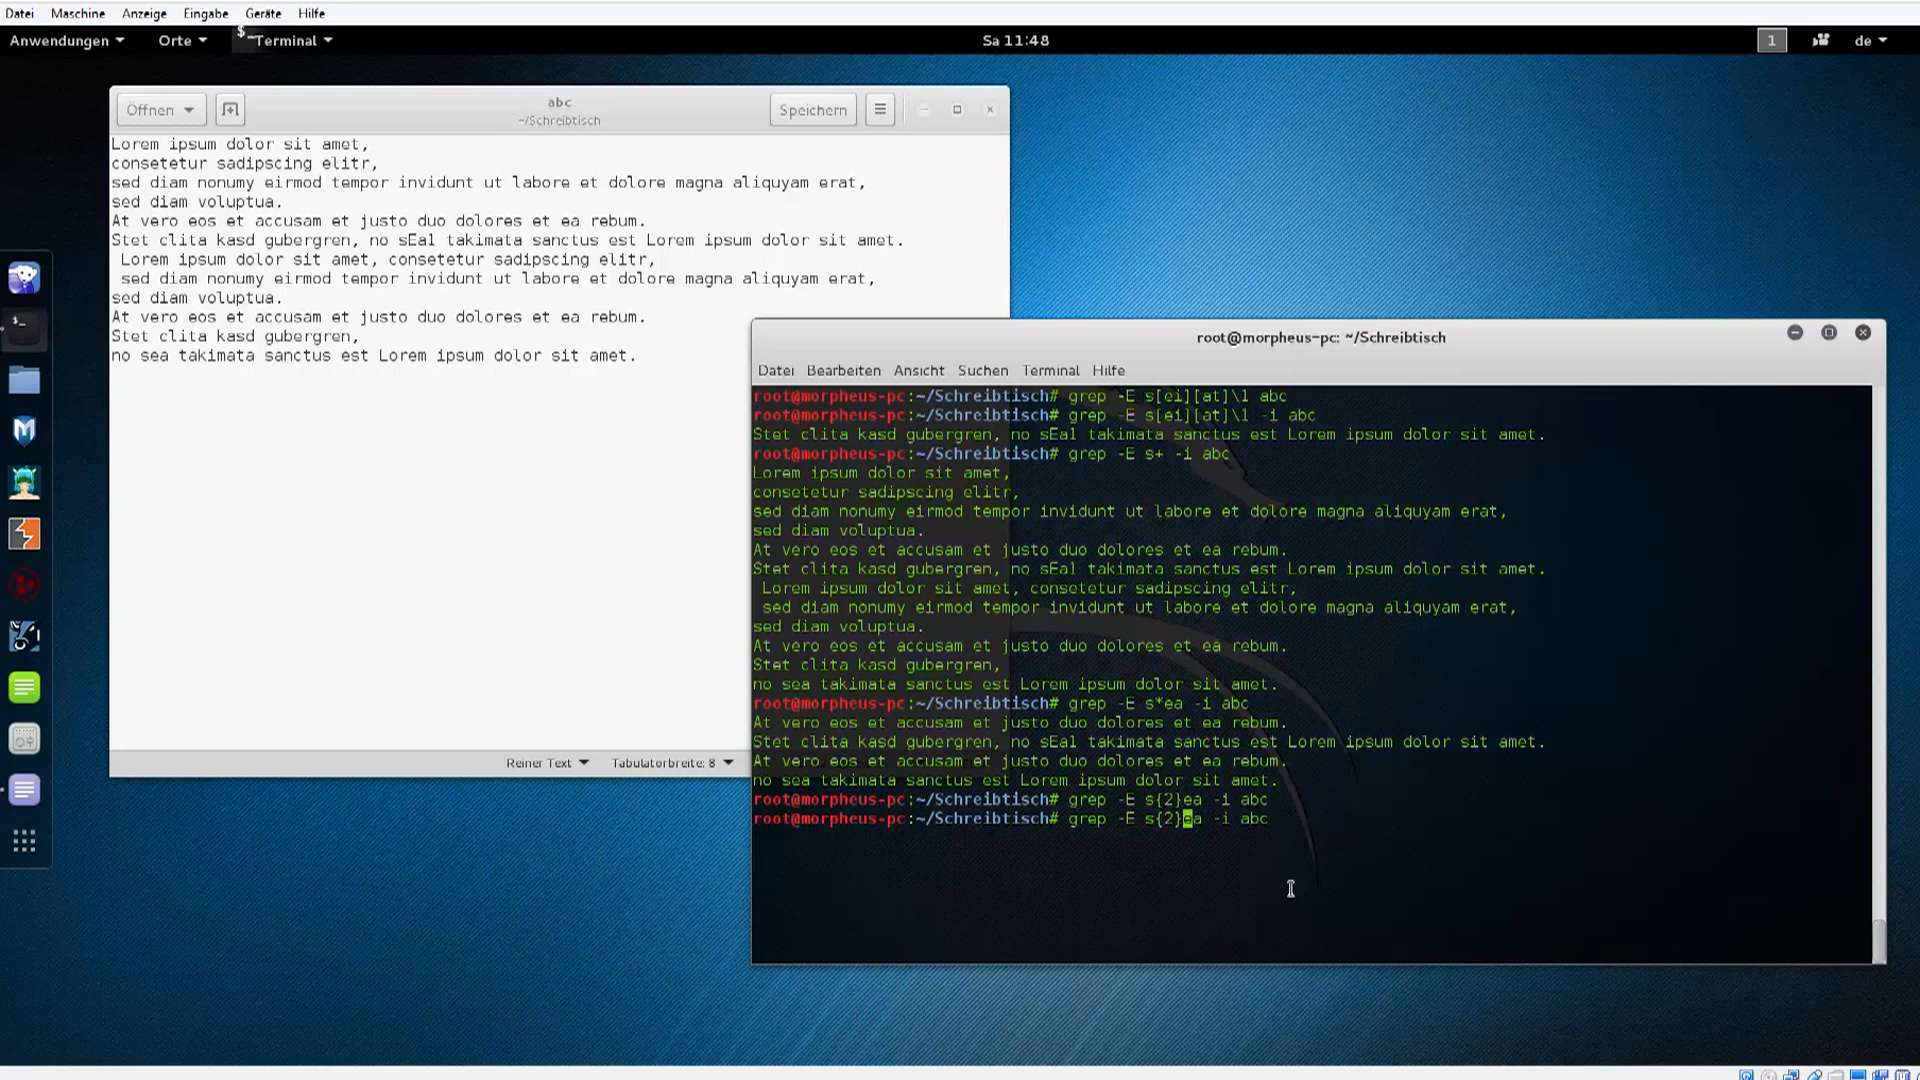 Datei Maschine Anzeige Eingabe Geräte Hilfe
Anwendungen Orte Terminal Sa 11:48 1 de
Öffnen abc Speichern
~/Schreibtisch
Lorem ipsum dolor sit amet,
consetetur sadipscing elitr,
sed diam nonumy eirmod tempor invidunt ut labore et dolore magna aliquyam erat,
sed diam voluptua.
At vero eos et accusam et justo duo dolores et ea rebum.
Stet clita kasd gubergren, no sEa1 takimata sanctus est Lorem ipsum dolor sit amet.
Lorem ipsum dolor sit amet, consetetur sadipscing elitr,
sed diam nonumy eirmod tempor invidunt ut labore et dolore magna aliquyam erat,
sed diam voluptua.
At vero eos et accusam et justo duo dolores et ea rebum.
Stet clita kasd gubergren,
no sea takimata sanctus est Lorem ipsum dolor sit amet.
Reiner Text Tabulatorbreite: 8
root@morpheus-pc: ~/Schreibtisch
Datei Bearbeiten Ansicht Suchen Terminal Hilfe
root@morpheus-pc:~/Schreibtisch# grep -E s[ei][at]\1 abc
root@morpheus-pc:~/Schreibtisch# grep -E s[ei][at]\1 -i abc
Stet clita kasd gubergren, no sEa1 takimata sanctus est Lorem ipsum dolor sit amet.
root@morpheus-pc:~/Schreibtisch# grep -E s+ -i abc
Lorem ipsum dolor sit amet,
consetetur sadipscing elitr,
sed diam nonumy eirmod tempor invidunt ut labore et dolore magna aliquyam erat,
sed diam voluptua.
At vero eos et accusam et justo duo dolores et ea rebum.
Stet clita kasd gubergren, no sEa1 takimata sanctus est Lorem ipsum dolor sit amet.
Lorem ipsum dolor sit amet, consetetur sadipscing elitr,
sed diam nonumy eirmod tempor invidunt ut labore et dolore magna aliquyam erat,
sed diam voluptua.
At vero eos et accusam et justo duo dolores et ea rebum.
Stet clita kasd gubergren,
no sea takimata sanctus est Lorem ipsum dolor sit amet.
root@morpheus-pc:~/Schreibtisch# grep -E s*ea -i abc
At vero eos et accusam et justo duo dolores et ea rebum.
Stet clita kasd gubergren, no sEa1 takimata sanctus est Lorem ipsum dolor sit amet.
At vero eos et accusam et justo duo dolores et ea rebum.
no sea takimata sanctus est Lorem ipsum dolor sit amet.
root@morpheus-pc:~/Schreibtisch# grep -E s{2}ea -i abc
root@morpheus-pc:~/Schreibtisch# grep -E s{2}ea -i abc